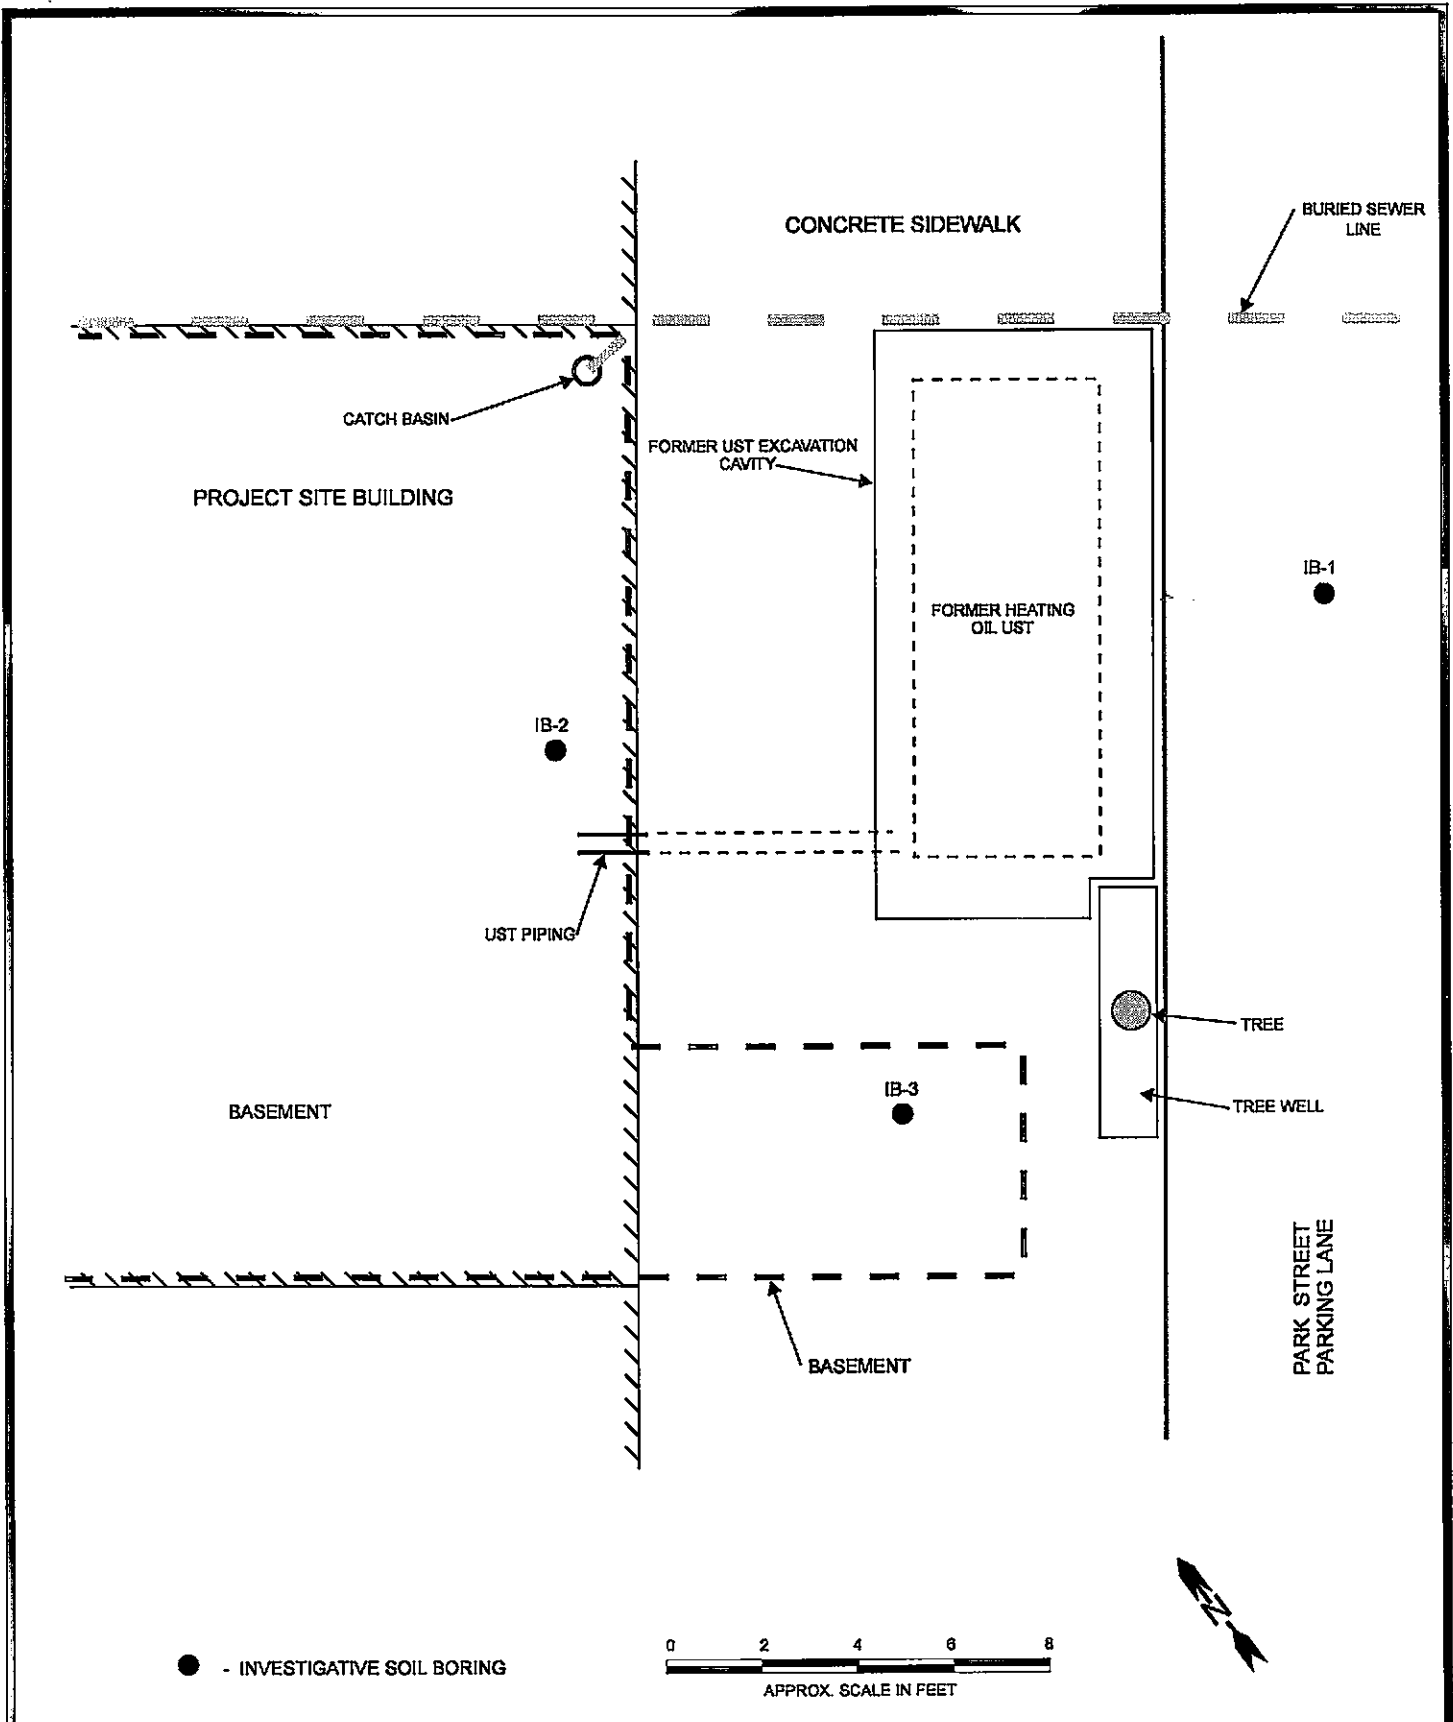 CONCRETE SIDEWALK
BURIED SEWER
LINE
CATCH BASIN
FORMER UST EXCAVATION
CAVITY
PROJECT SITE BUILDING
IB-1
FORMER HEATING
OIL UST
IB-2
UST PIPING
TREE
IB-3
BASEMENT
TREE WELL
PARK STREET
PARKING LANE
BASEMENT
N
0 2 4 6 8
- INVESTIGATIVE SOIL BORING
APPROX. SCALE IN FEET